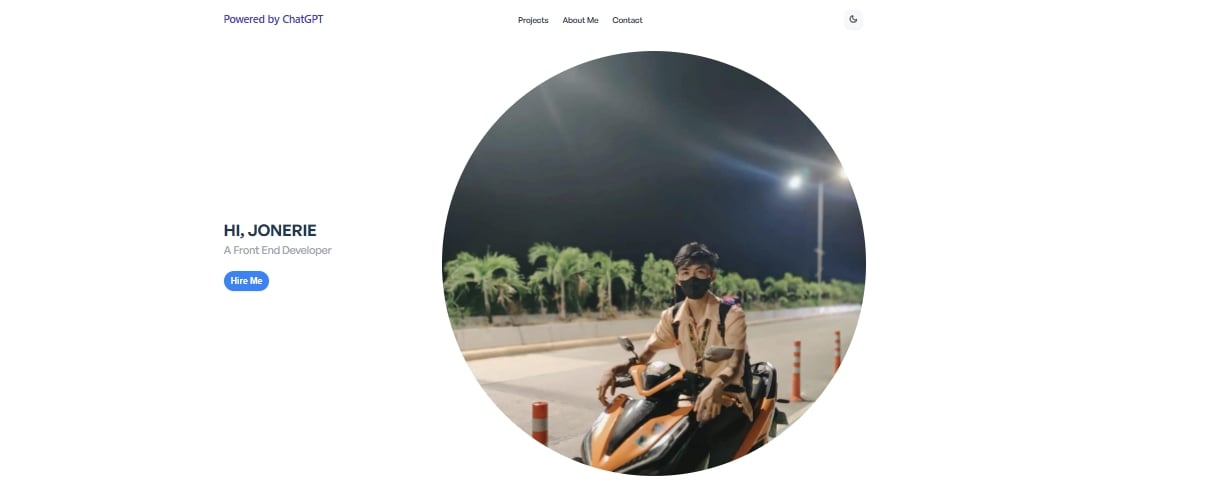 Powered by ChatGPT
Projects About Me Contact
HI, JONERIE
A Front End Developer
Hire Me